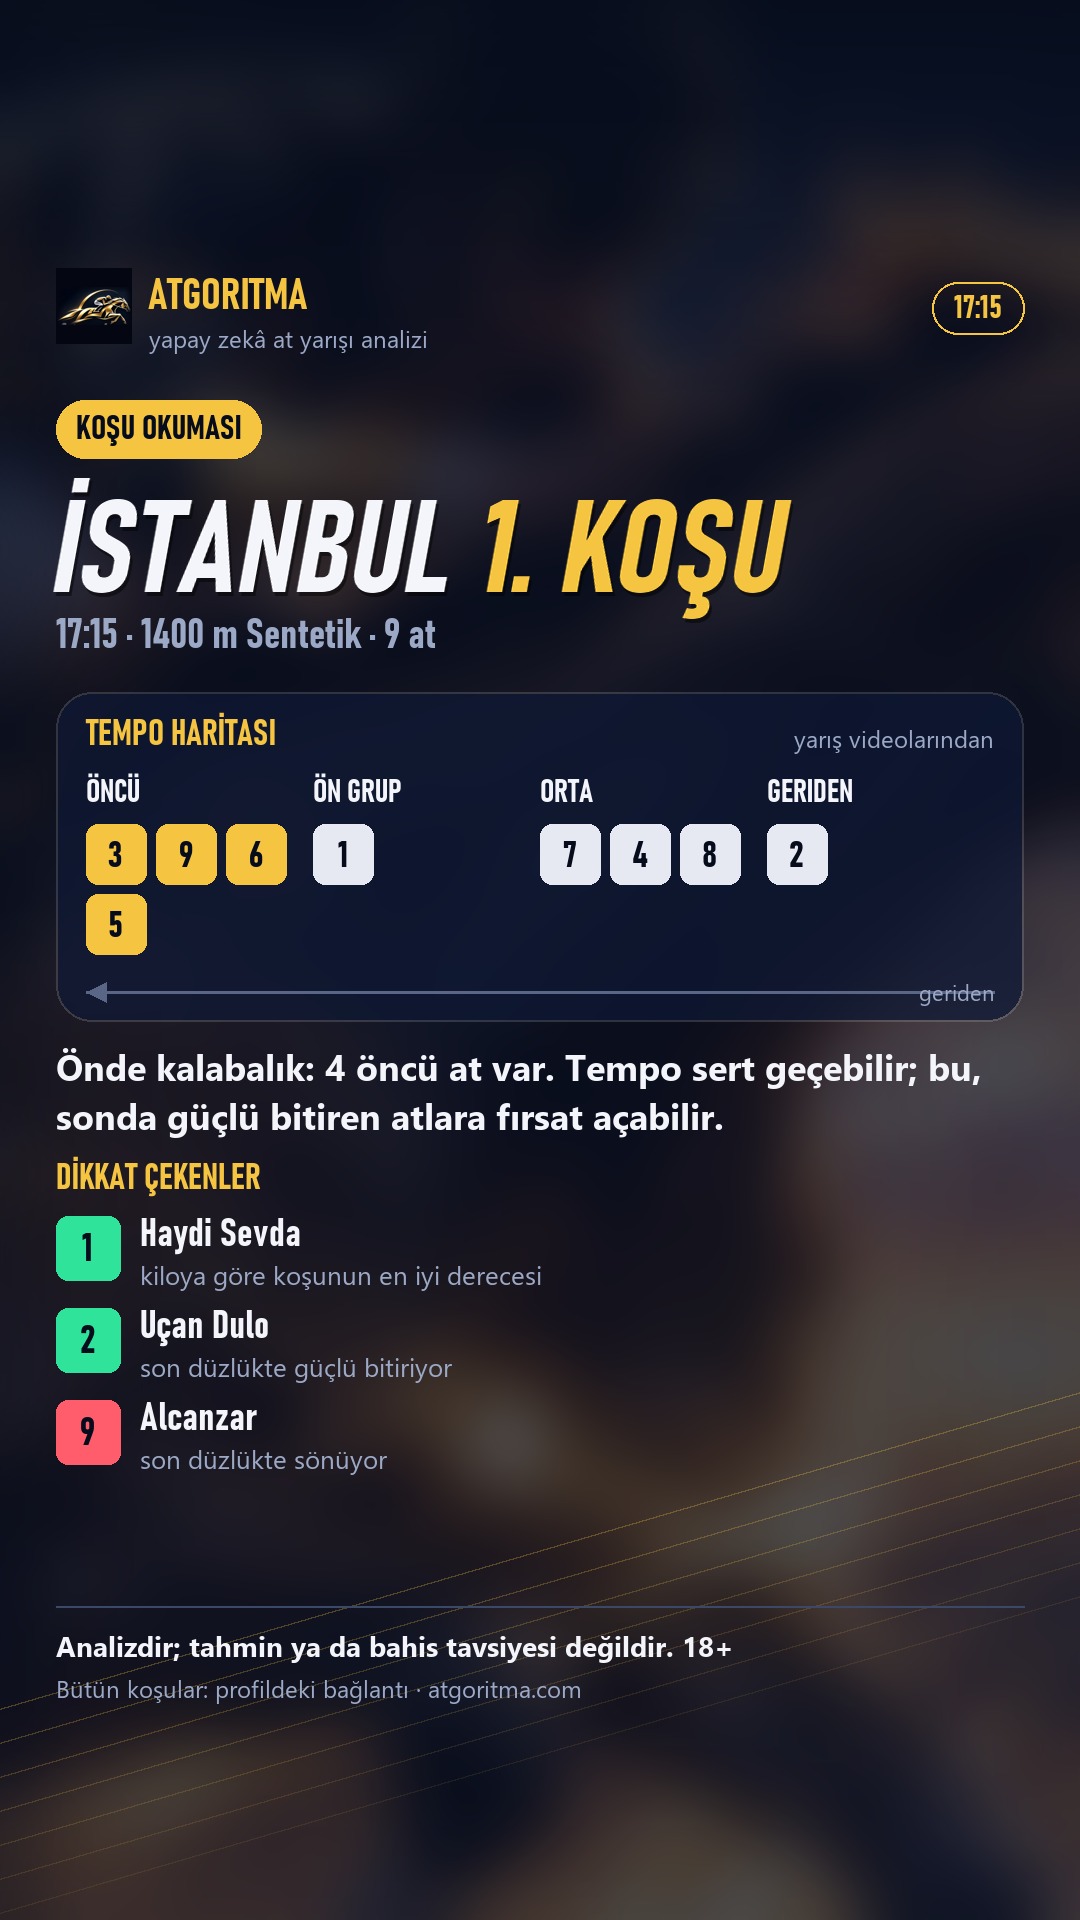 ATGORITMA
yapay zekâ at yarışı analizi
17:15
KOŞU OKUMASI
İSTANBUL 1. KOŞU
17:15 · 1400 m Sentetik · 9 at
TEMPO HARİTASI
yarış videolarından
ÖNCÜ ÖN GRUP ORTA GERIDEN
3 9 6 1 7 4 8 2
5
geriden
Önde kalabalık: 4 öncü at var. Tempo sert geçebilir; bu,
sonda güçlü bitiren atlara fırsat açabilir.
DİKKAT ÇEKENLER
1 Haydi Sevda
kiloya göre koşunun en iyi derecesi
2 Uçan Dulo
son düzlükte güçlü bitiriyor
9 Alcanzar
son düzlükte sönüyor
Analizdir; tahmin ya da bahis tavsiyesi değildir. 18+
Bütün koşular: profildeki bağlantı · atgoritma.com